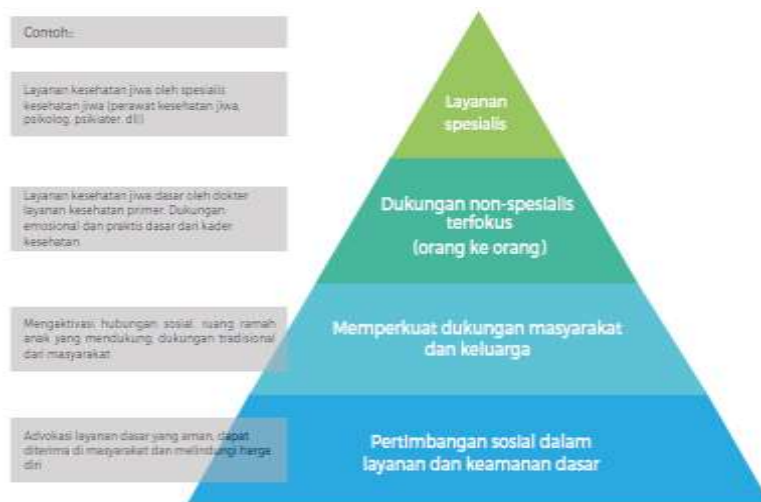 Contoh:
Layanan kesehatan jiwa oleh spesialis
kesehatan jiwa (perawat kesehatan jiwa,
psikolog, psikiater, dll)
Layanan
spesialis
Layanan kesehatan jiwa dasar oleh dokter
layanan kesehatan primer. Dukungan
emosional dan praktis dasar dari kader
kesehatan
Dukungan non-spesialis
terfokus
(orang ke orang)
Mengaktivasi hubungan sosial, ruang ramah
anak yang mendukung, dukungan tradisional
dari masyarakat
Memperkuat dukungan masyarakat
dan keluarga
Advokasi layanan dasar yang aman, dapat
diterima di masyarakat dan melindungi harga
diri
Pertimbangan sosial dalam
layanan dan keamanan dasar